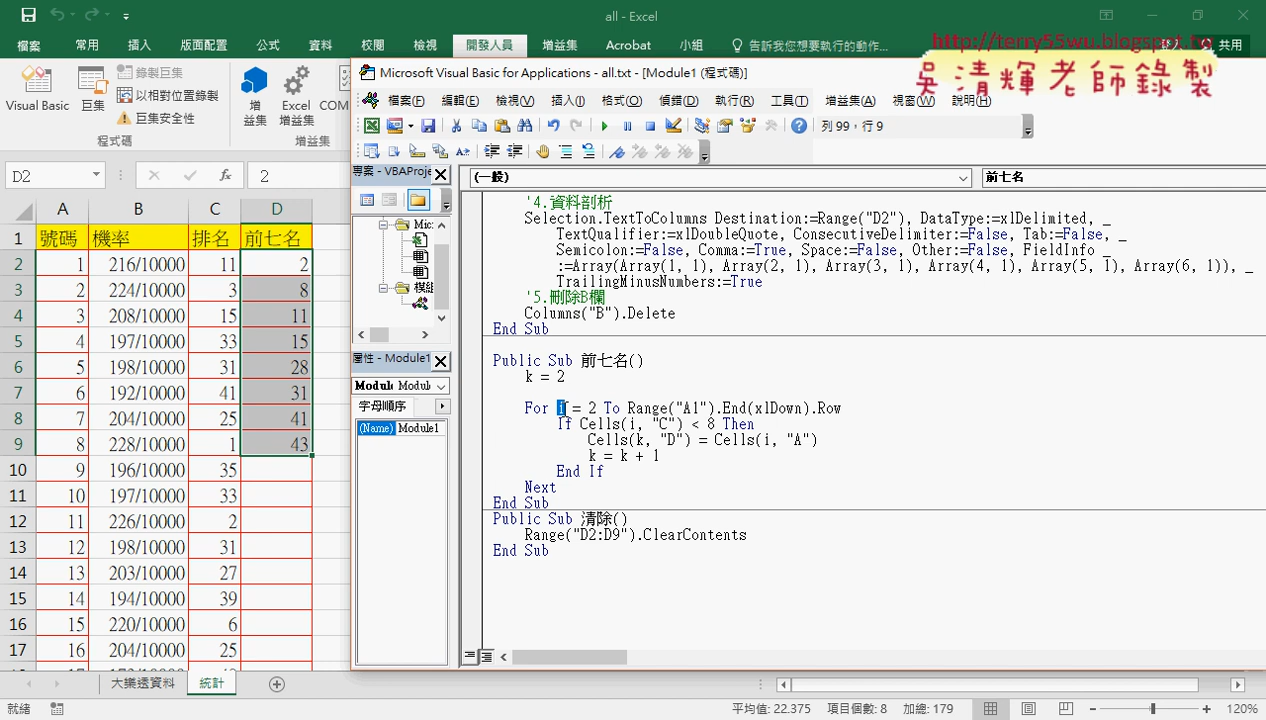 all - Excel
http://terry55wu.blogspot.tw
吳清輝老師錄製
檔案 常用 插入 版面配置 公式 資料 校閱 檢視 開發人員 增益集 Acrobat 小組 告訴我您想要執行的動作... 共用
Visual Basic 巨集 錄製巨集 以相對位置錄製 巨集安全性 增益集 Excel 增益集 COM
程式碼 增益集
D2 fx 2
A B C D
1 號碼 機率 排名 前七名
2 1 216/10000 11 2
3 2 224/10000 3 8
4 3 208/10000 15 11
5 4 197/10000 33 15
6 5 198/10000 31 28
7 6 192/10000 41 31
8 7 204/10000 25 41
9 8 228/10000 1 43
10 9 196/10000 35
11 10 197/10000 33
12 11 226/10000 2
13 12 198/10000 31
14 13 203/10000 27
15 14 194/10000 39
16 15 220/10000 6
17 16 204/10000 25
大樂透資料 統計
就緒 平均值: 22.375 項目個數: 8 加總: 179 120%
Microsoft Visual Basic for Applications - all.txt - [Module1 (程式碼)]
檔案(F) 編輯(E) 檢視(V) 插入(I) 格式(O) 偵錯(D) 執行(R) 工具(T) 增益集(A) 視窗(W) 說明(H)
列 99，行 9
專案 - VBAProje
Mic
模組
屬性 - Module1
Module Modul
字母順序
(Name) Module1
(一般) 前七名
'4.資料剖析
Selection.TextToColumns Destination:=Range("D2"), DataType:=xlDelimited, _
TextQualifier:=xlDoubleQuote, ConsecutiveDelimiter:=False, Tab:=False, _
Semicolon:=False, Comma:=True, Space:=False, Other:=False, FieldInfo _
:=Array(Array(1, 1), Array(2, 1), Array(3, 1), Array(4, 1), Array(5, 1), Array(6, 1)), _
TrailingMinusNumbers:=True
'5.刪除B欄
Columns("B").Delete
End Sub
Public Sub 前七名()
k = 2
For i = 2 To Range("A1").End(xlDown).Row
If Cells(i, "C") < 8 Then
Cells(k, "D") = Cells(i, "A")
k = k + 1
End If
Next
End Sub
Public Sub 清除()
Range("D2:D9").ClearContents
End Sub